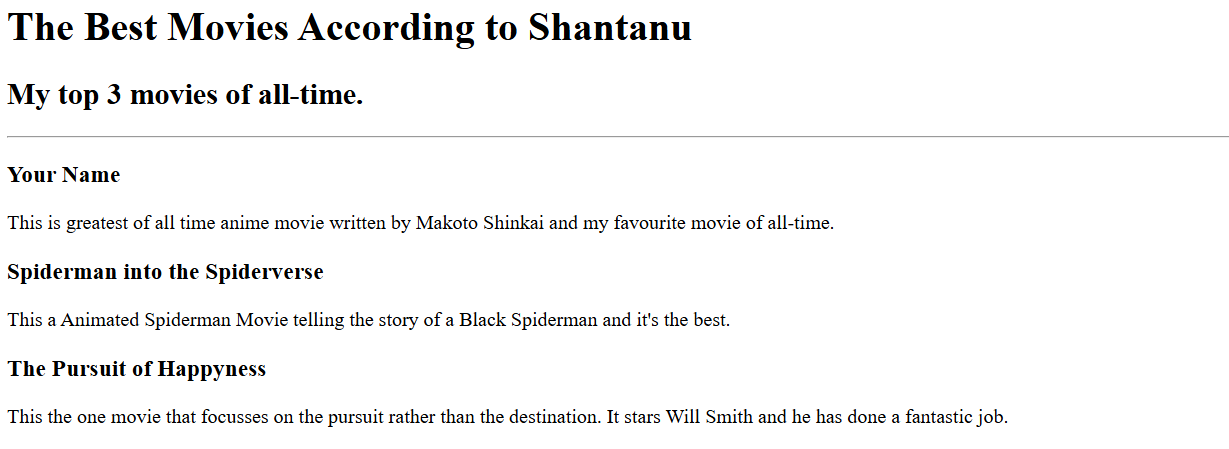 The Best Movies According to Shantanu
My top 3 movies of all-time.
Your Name
This is greatest of all time anime movie written by Makoto Shinkai and my favourite movie of all-time.
Spiderman into the Spiderverse
This a Animated Spiderman Movie telling the story of a Black Spiderman and it's the best.
The Pursuit of Happyness
This the one movie that focusses on the pursuit rather than the destination. It stars Will Smith and he has done a fantastic job.